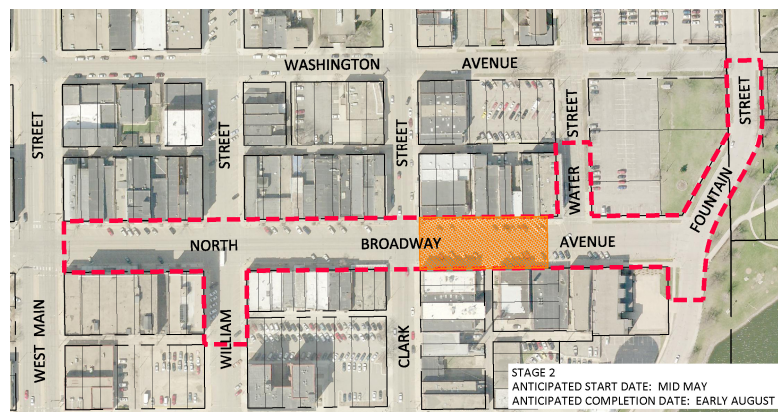 WASHINGTON AVENUE
STREET
STREET
STREET
STREET
STREET
WATER
FOUNTAIN
NORTH BROADWAY AVENUE
WEST MAIN
WILLIAM
CLARK
STAGE 2
ANTICIPATED START DATE: MID MAY
ANTICIPATED COMPLETION DATE: EARLY AUGUST